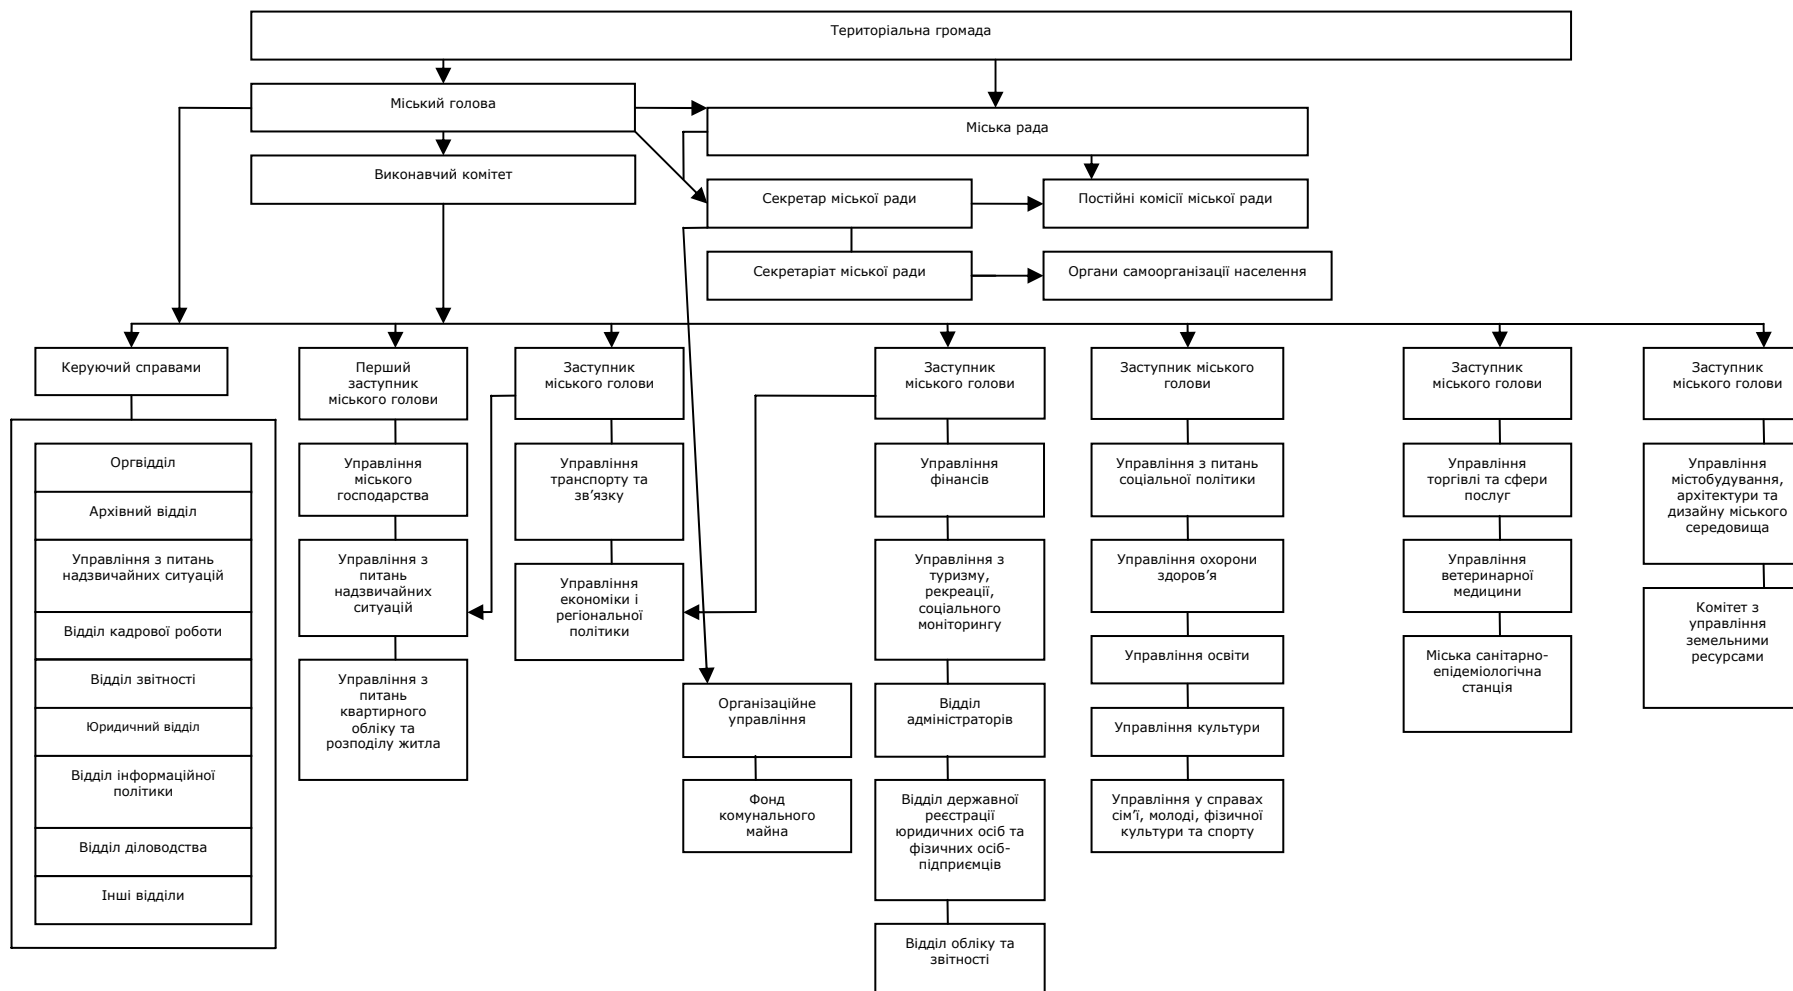 Територіальна громада
Міський голова
Міська рада
Виконавчий комітет
Секретар міської ради
Постійні комісії міської ради
Секретаріат міської ради
Органи самоорганізації населення
Керуючий справами
Оргвідділ
Архівний відділ
Управління з питань
надзвичайних ситуацій
Відділ кадрової роботи
Відділ звітності
Юридичний відділ
Відділ інформаційної
політики
Відділ діловодства
Інші відділи
Перший
заступник
міського голови
Управління
міського
господарства
Управління з
питань
надзвичайних
ситуацій
Управління з
питань
квартирного
обліку та
розподілу житла
Заступник
міського голови
Управління
транспорту та
зв’язку
Управління
економіки і
регіональної
політики
Організаційне
управління
Фонд
комунального
майна
Заступник
міського голови
Управління
фінансів
Управління з
туризму,
рекреації,
соціального
моніторингу
Відділ
адміністраторів
Відділ державної
реєстрації
юридичних осіб та
фізичних осіб-
підприємців
Відділ обліку та
звітності
Заступник міського
голови
Управління з питань
соціальної політики
Управління охорони
здоров’я
Управління освіти
Управління культури
Управління у справах
сім’ї, молоді, фізичної
культури та спорту
Заступник
міського голови
Управління
торгівлі та сфери
послуг
Управління
ветеринарної
медицини
Міська санітарно-
епідеміологічна
станція
Заступник
міського голови
Управління
містобудування,
архітектури та
дизайну міського
середовища
Комітет з
управління
земельними
ресурсами